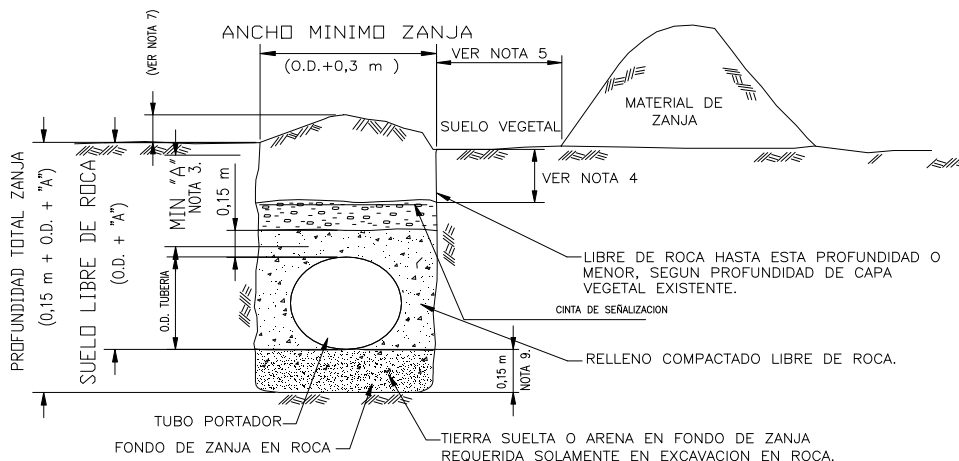 ANCHO MINIMO ZANJA
(O.D.+0,3 m )
VER NOTA 5
(VER NOTA 7)
MATERIAL DE
ZANJA
SUELO VEGETAL
VER NOTA 4
PROFUNDIDAD TOTAL ZANJA
(0,15 m + O.D. + "A")
SUELO LIBRE DE ROCA
(O.D. + "A")
MIN "A"
NOTA 3.
0,15 m
O.D. TUBERIA
LIBRE DE ROCA HASTA ESTA PROFUNDIDAD O
MENOR, SEGUN PROFUNDIDAD DE CAPA
VEGETAL EXISTENTE.
CINTA DE SEÑALIZACION
RELLENO COMPACTADO LIBRE DE ROCA.
0,15 m
NOTA 9.
TUBO PORTADOR
FONDO DE ZANJA EN ROCA
TIERRA SUELTA O ARENA EN FONDO DE ZANJA
REQUERIDA SOLAMENTE EN EXCAVACION EN ROCA.